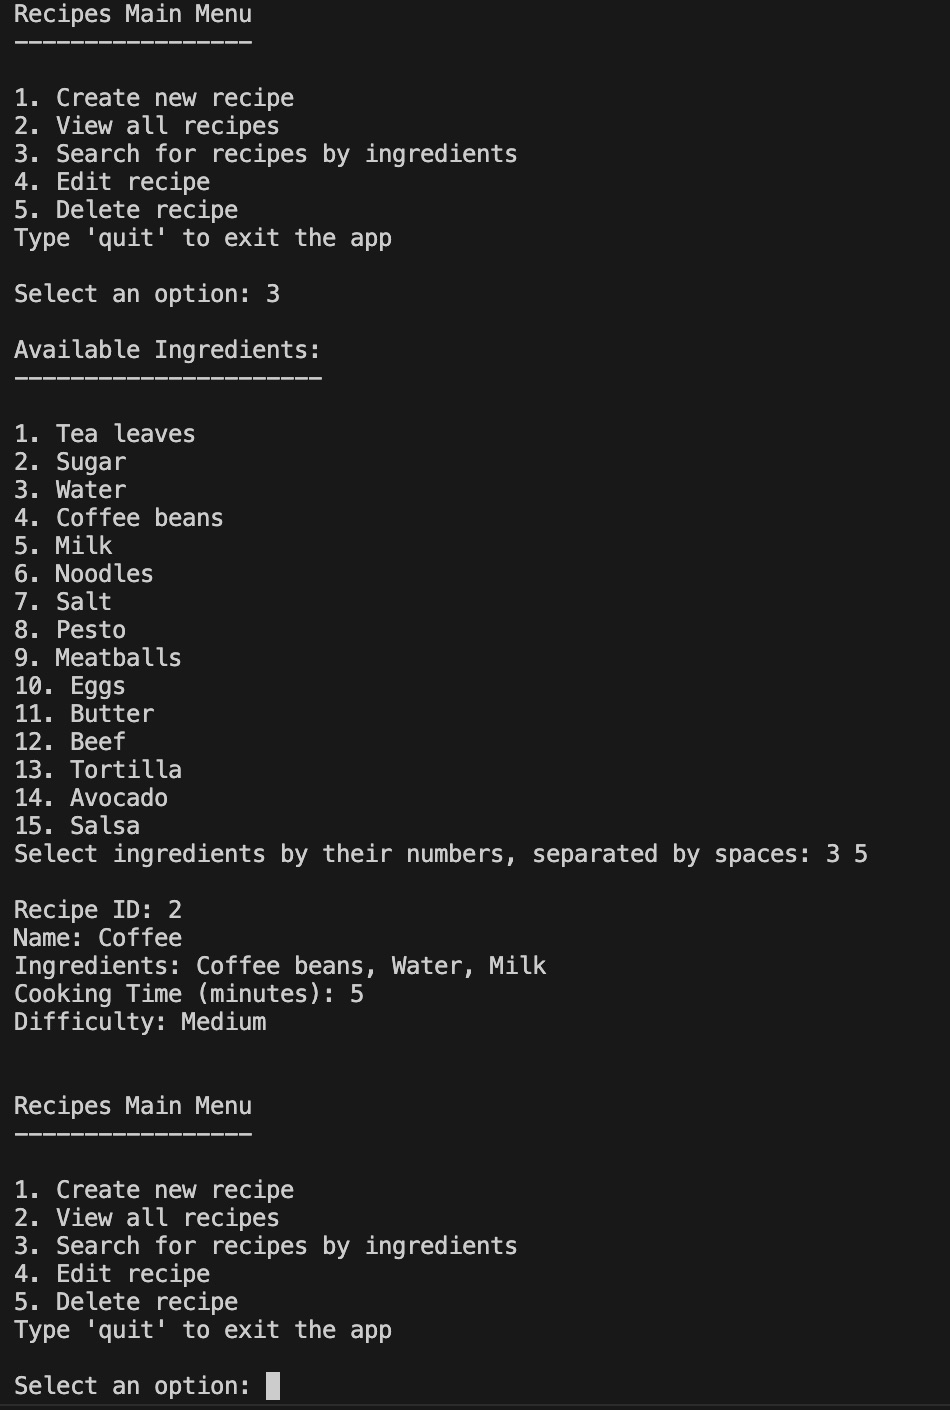 Recipes Main Menu
-----------------
1. Create new recipe
2. View all recipes
3. Search for recipes by ingredients
4. Edit recipe
5. Delete recipe
Type 'quit' to exit the app
Select an option: 3
Available Ingredients:
----------------------
1. Tea leaves
2. Sugar
3. Water
4. Coffee beans
5. Milk
6. Noodles
7. Salt
8. Pesto
9. Meatballs
10. Eggs
11. Butter
12. Beef
13. Tortilla
14. Avocado
15. Salsa
Select ingredients by their numbers, separated by spaces: 3 5
Recipe ID: 2
Name: Coffee
Ingredients: Coffee beans, Water, Milk
Cooking Time (minutes): 5
Difficulty: Medium
Recipes Main Menu
-----------------
1. Create new recipe
2. View all recipes
3. Search for recipes by ingredients
4. Edit recipe
5. Delete recipe
Type 'quit' to exit the app
Select an option: